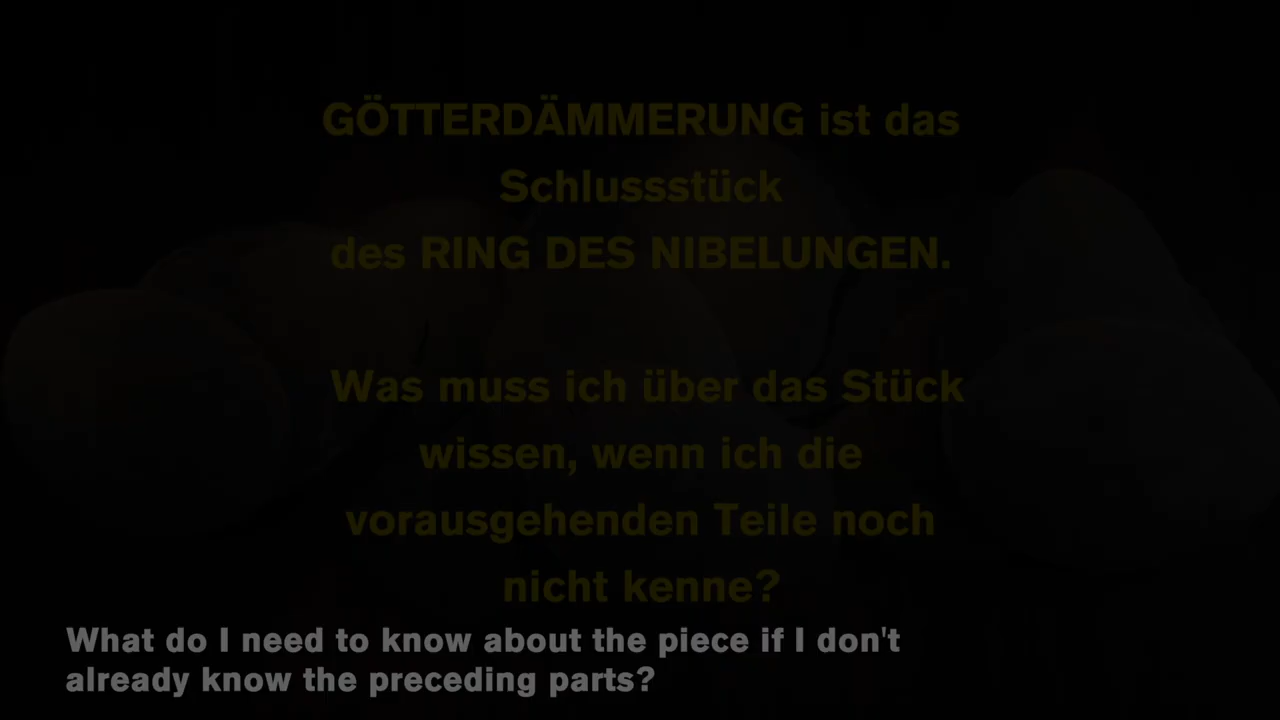 GÖTTERDÄMMERUNG ist das
Schlussstück
des RING DES NIBELUNGEN.
Was muss ich über das Stück
wissen, wenn ich die
vorausgehenden Teile noch
nicht kenne?
What do I need to know about the piece if I don't
already know the preceding parts?